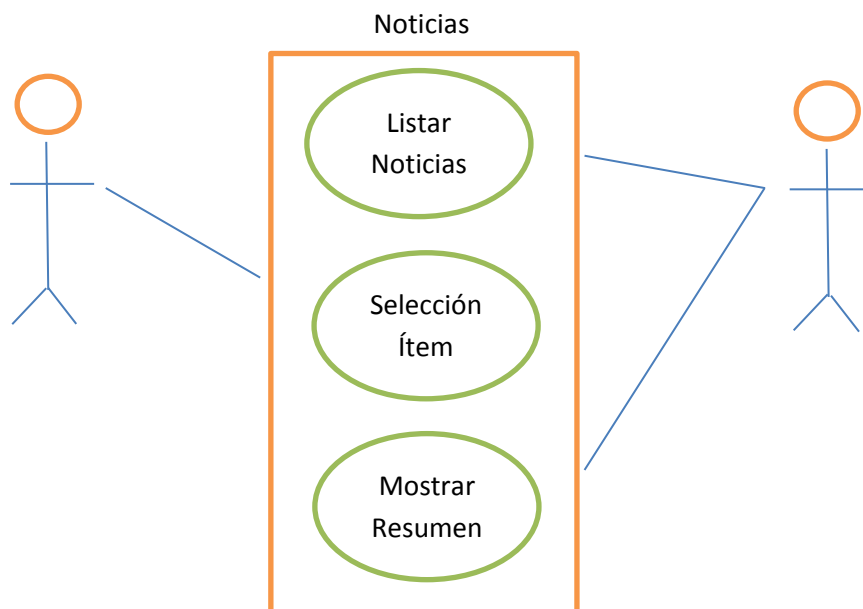 Noticias
Listar
Noticias
Selección
Ítem
Mostrar
Resumen